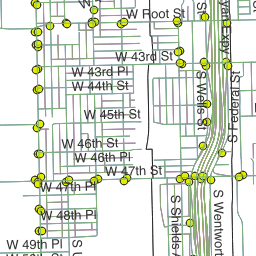 W Root St
W 43rd St
W 43rd Pl
W 44th St
W 45th St
W 46th St
W 46th Pl
W 47th St
W 47th Pl
W 48th Pl
W 49th Pl
S Wells St
S Federal St
S Wentworth
S Shields